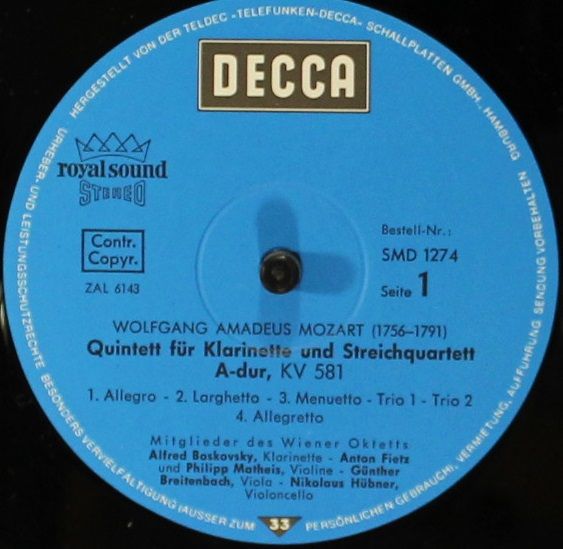 HERGESTELLT VON DER TELDEC »TELEFUNKEN-DECCA« SCHALLPLATTEN GMBH., HAMBURG
DECCA
royal sound
STEREO
Contr.
Copyr.
ZAL 6143
Bestell-Nr.:
SMD 1274
Seite 1
WOLFGANG AMADEUS MOZART (1756–1791)
Quintett für Klarinette und Streichquartett
A-dur, KV 581
1. Allegro - 2. Larghetto - 3. Menuetto - Trio 1 - Trio 2
4. Allegretto
Mitglieder des Wiener Oktetts
Alfred Boskovsky, Klarinette - Anton Fietz
und Philipp Matheis, Violine - Günther
Breitenbach, Viola - Nikolaus Hübner,
Violoncello
33
URHEBER- UND LEISTUNGSSCHUTZRECHTE BESONDERS VERVIELFÄLTIGUNG (AUSSER ZUM PERSÖNLICHEN GEBRAUCH), VERMIETUNG, AUFFÜHRUNG SENDUNG VORBEHALTEN